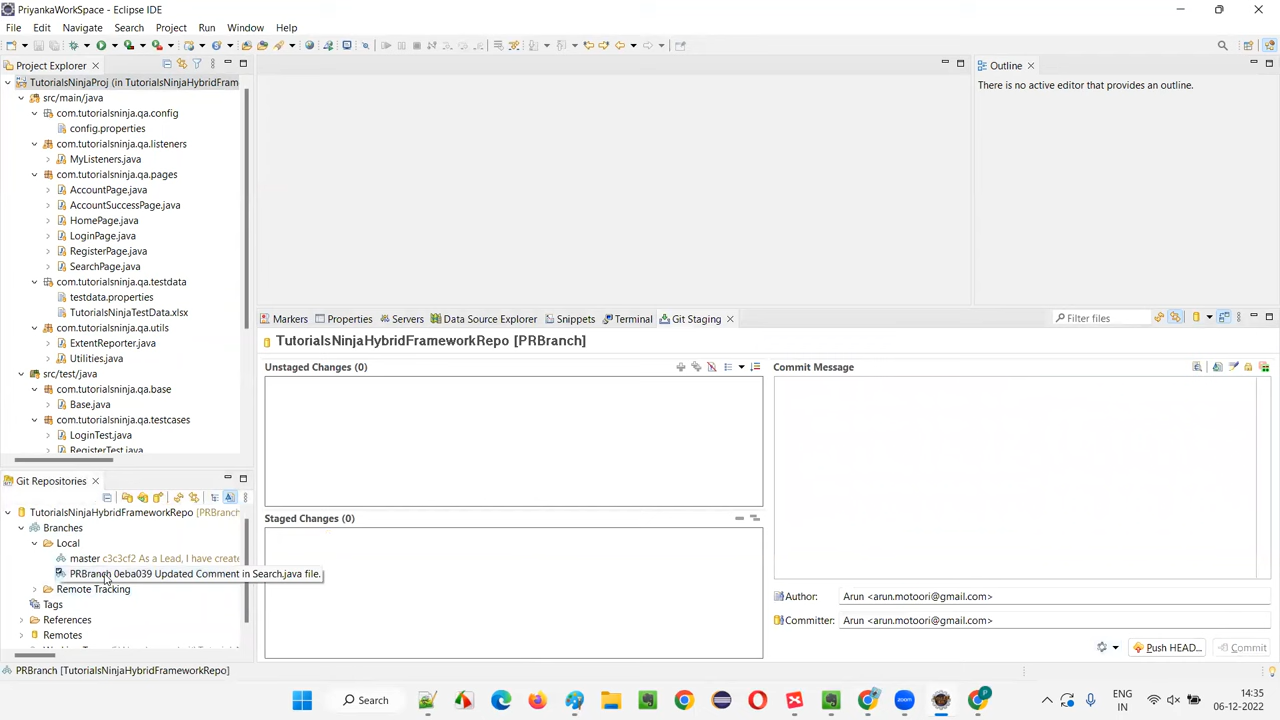 PriyankaWorkSpace - Eclipse IDE
File Edit Navigate Search Project Run Window Help
Project Explorer
TutorialsNinjaProj (in TutorialsNinjaHybridFram
src/main/java
com.tutorialsninja.qa.config
config.properties
com.tutorialsninja.qa.listeners
MyListeners.java
com.tutorialsninja.qa.pages
AccountPage.java
AccountSuccessPage.java
HomePage.java
LoginPage.java
RegisterPage.java
SearchPage.java
com.tutorialsninja.qa.testdata
testdata.properties
TutorialsNinjaTestData.xlsx
com.tutorialsninja.qa.utils
ExtentReporter.java
Utilities.java
src/test/java
com.tutorialsninja.qa.base
Base.java
com.tutorialsninja.qa.testcases
LoginTest.java
RegisterTest.java
Git Repositories
TutorialsNinjaHybridFrameworkRepo [PRBranch
Branches
Local
master c3c3cf2 As a Lead, I have create
PRBranch 0eba039 Updated Comment in Search.java file.
Remote Tracking
Tags
References
Remotes
PRBranch [TutorialsNinjaHybridFrameworkRepo]
Outline
There is no active editor that provides an outline.
Markers Properties Servers Data Source Explorer Snippets Terminal Git Staging
Filter files
TutorialsNinjaHybridFrameworkRepo [PRBranch]
Unstaged Changes (0)
Staged Changes (0)
Commit Message
Author: Arun <arun.motoori@gmail.com>
Committer: Arun <arun.motoori@gmail.com>
Push HEAD... Commit
Search
ENG
IN
14:35
06-12-2022